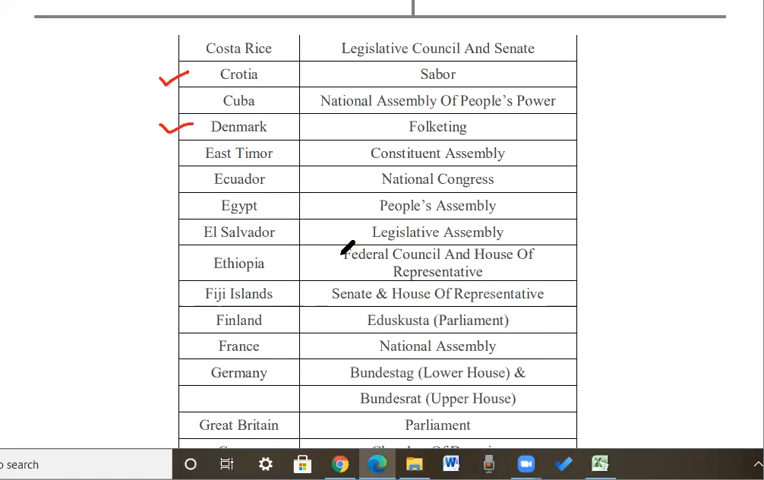 Costa Rice Legislative Council And Senate
Crotia Sabor
Cuba National Assembly Of People's Power
Denmark Folketing
East Timor Constituent Assembly
Ecuador National Congress
Egypt People's Assembly
El Salvador Legislative Assembly
Ethiopia Federal Council And House Of
Representative
Fiji Islands Senate & House Of Representative
Finland Eduskusta (Parliament)
France National Assembly
Germany Bundestag (Lower House) &
Bundesrat (Upper House)
Great Britain Parliament
o search